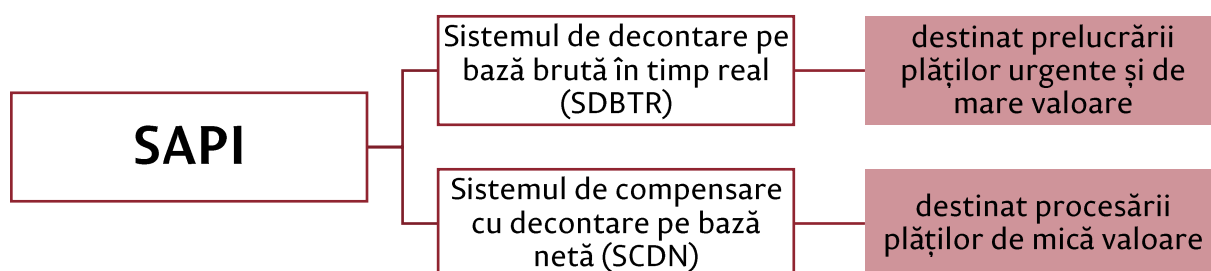 SAPI
Sistemul de decontare pe
bază brută în timp real
(SDBTR)
destinat prelucrării
plăților urgente și de
mare valoare
Sistemul de compensare
cu decontare pe bază
netă (SCDN)
destinat procesării
plăților de mică valoare